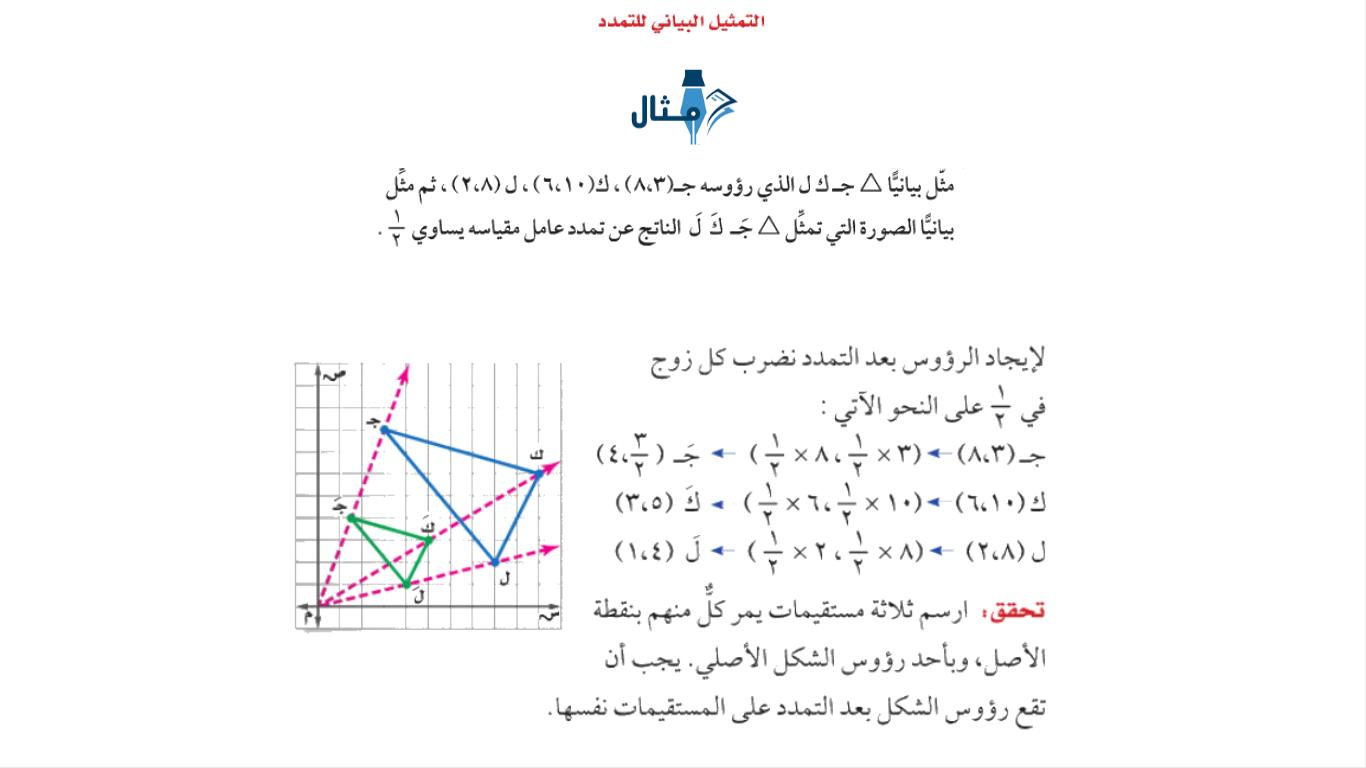 التمثيل البياني للتمدد
مـثـال
مثّل بيانيًّا △ جـ ك ل الذي رؤوسه جـ(٨،٣) ، ك(٦،١٠) ، ل (٢،٨) ، ثم مثِّل
بيانيًّا الصورة التي تمثِّل △ جَـ كَ لَ الناتج عن تمدد عامل مقياسه يساوي ١/٢ .
لإيجاد الرؤوس بعد التمدد نضرب كل زوج
في ١/٢ على النحو الآتي :
جـ(٨،٣) ← (٣ × ١/٢ ، ٨ × ١/٢) ← جَـ (٣/٢ ،٤)
ك (٦،١٠) ← (١٠ × ١/٢ ، ٦ × ١/٢) ← كَ (٣،٥)
ل (٢،٨) ← (٨ × ١/٢ ، ٢ × ١/٢) ← لَ (١،٤)
تحقق: ارسم ثلاثة مستقيمات يمر كلٌّ منهم بنقطة
الأصل، وبأحد رؤوس الشكل الأصلي. يجب أن
تقع رؤوس الشكل بعد التمدد على المستقيمات نفسها.
ص
جـ
ك
جَـ
كَ
ل
لَ
س
م